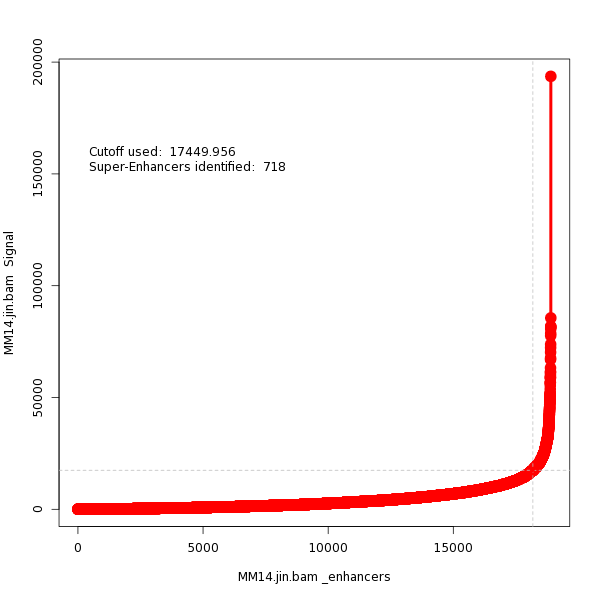 200000
150000
100000
50000
0
MM14.jin.bam  Signal
Cutoff used:  17449.956
Super-Enhancers identified:  718
0 5000 10000 15000
MM14.jin.bam _enhancers